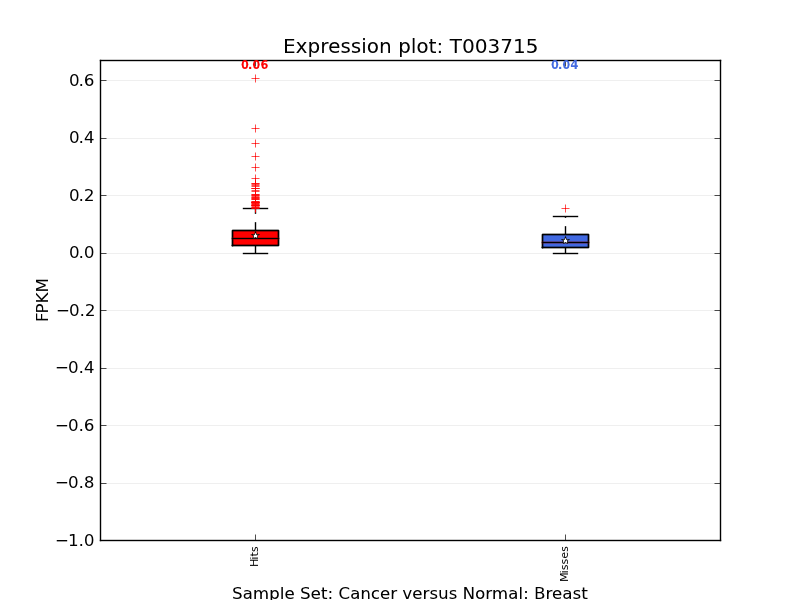 Expression plot: T003715
0.06 0.04
0.6
0.4
0.2
0.0
−0.2
−0.4
−0.6
−0.8
−1.0
FPKM
Hits
Misses
Sample Set: Cancer versus Normal: Breast